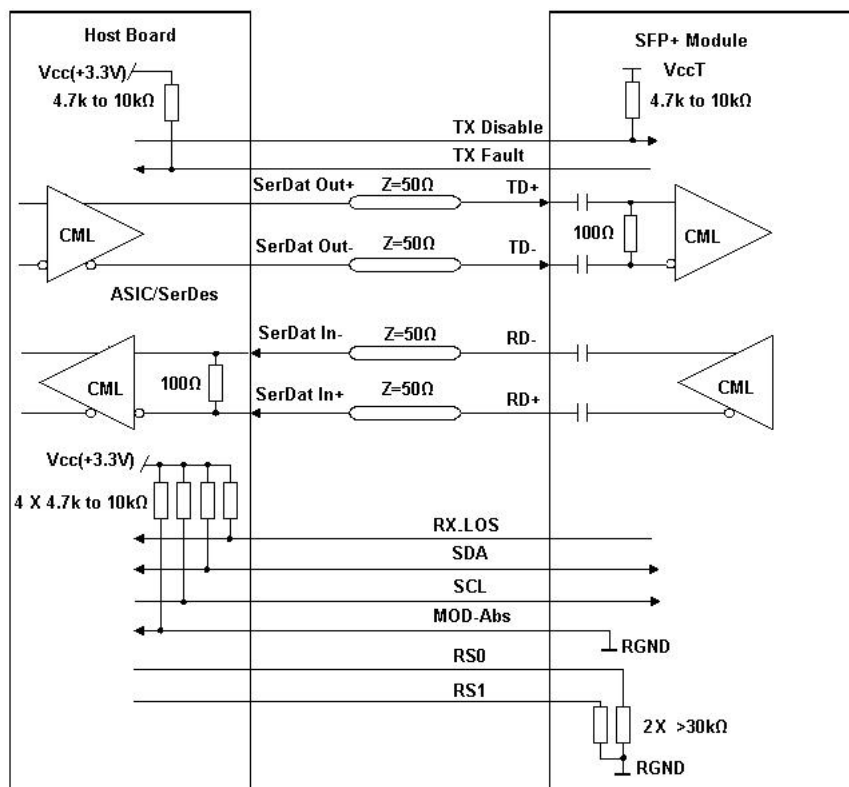 Host Board
SFP+ Module
Vcc(+3.3V)
4.7k to 10kΩ
VccT
4.7k to 10kΩ
TX Disable
TX Fault
SerDat Out+
Z=50Ω
TD+
CML
100Ω
CML
SerDat Out-
Z=50Ω
TD-
ASIC/SerDes
SerDat In-
Z=50Ω
RD-
CML
100Ω
SerDat In+
Z=50Ω
RD+
CML
Vcc(+3.3V)
4 X 4.7k to 10kΩ
RX_LOS
SDA
SCL
MOD-Abs
RGND
RS0
RS1
2X >30kΩ
RGND